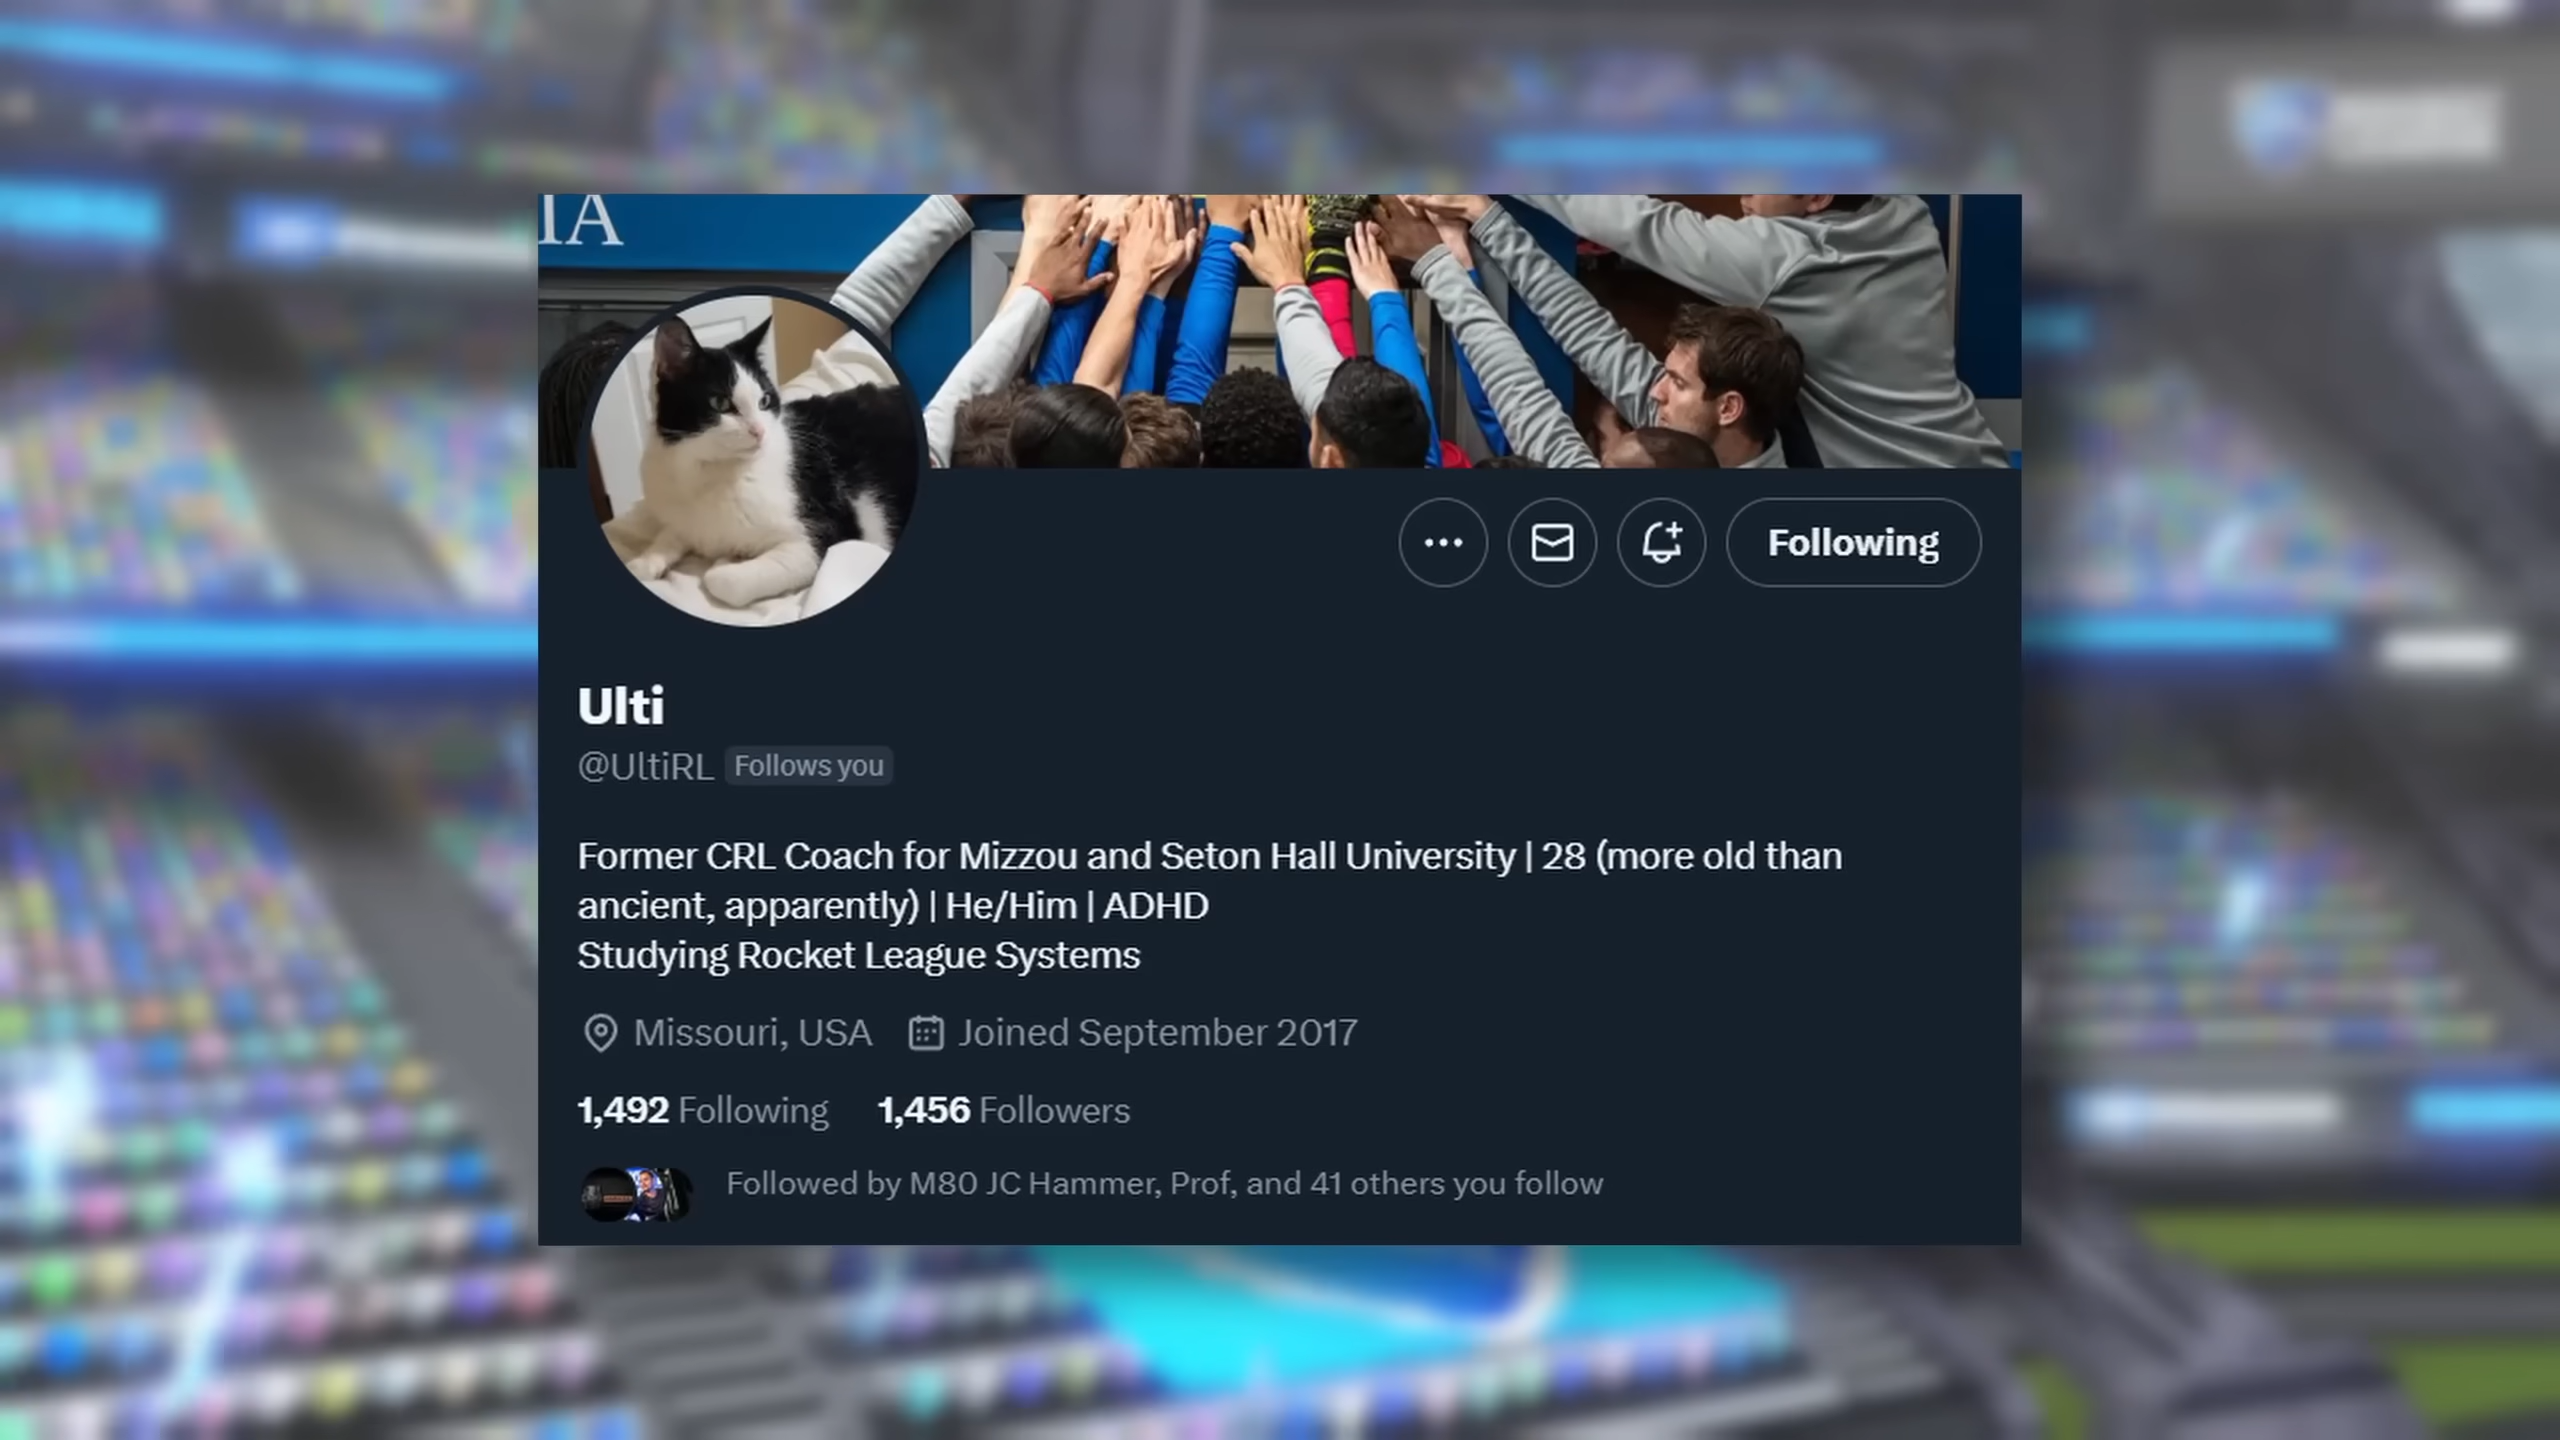 IA
Following
Ulti
@UltiRL Follows you
Former CRL Coach for Mizzou and Seton Hall University | 28 (more old than
ancient, apparently) | He/Him | ADHD
Studying Rocket League Systems
Missouri, USA Joined September 2017
1,492 Following 1,456 Followers
Followed by M80 JC Hammer, Prof, and 41 others you follow